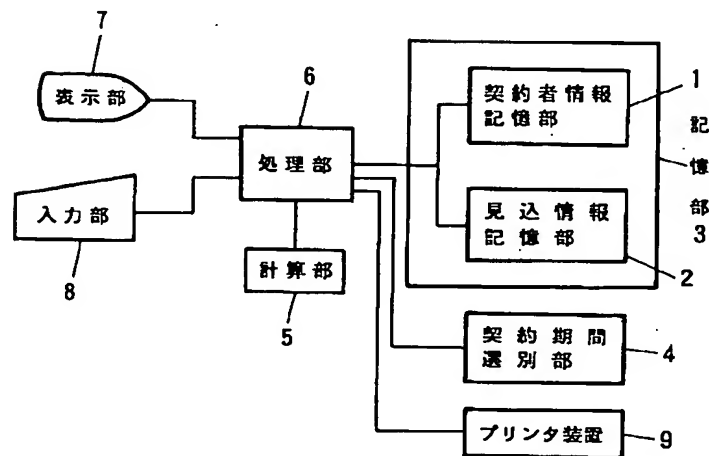 7
表示部
6
処理部
契約者情報
記憶部
1
記憶部
3
入力部
8
計算部
5
見込情報
記憶部
2
契約期間
選別部
4
プリンタ装置
9